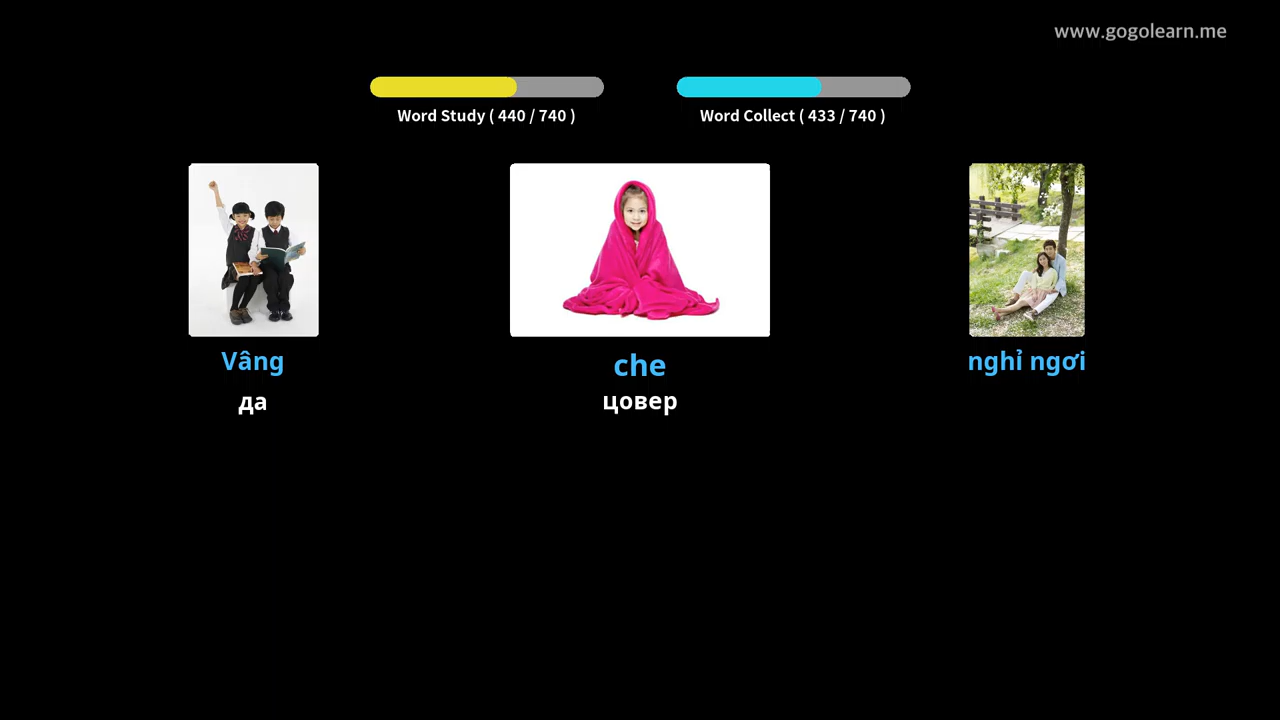 www.gogolearn.me
Word Study ( 440 / 740 )
Word Collect ( 433 / 740 )
Vâng
да
che
цовер
nghỉ ngơi